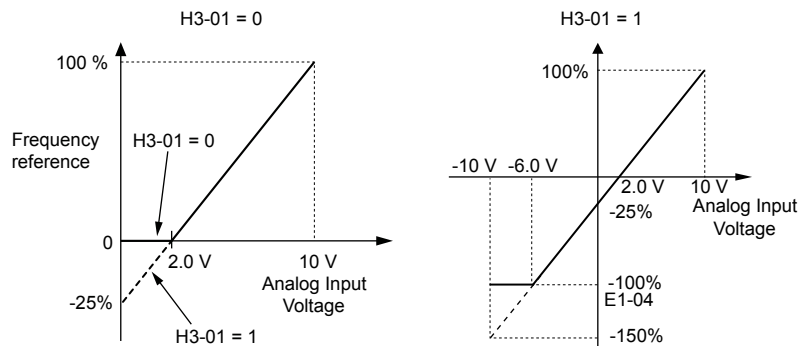 H3-01 = 0
100 %
Frequency
reference
H3-01 = 0
0
2.0 V
10 V
Analog Input
Voltage
-25%
H3-01 = 1
H3-01 = 1
100%
-10 V
-6.0 V
2.0 V
10 V
Analog Input
Voltage
-25%
-100%
E1-04
-150%